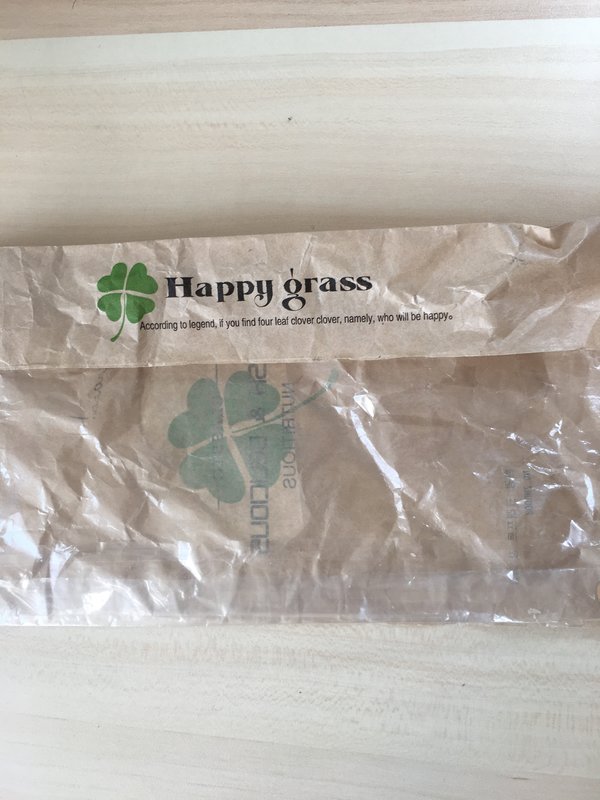 Happy grass
According to legend, if you find four leaf clover clover, namely, who will be happy。
NUTRITIOUS